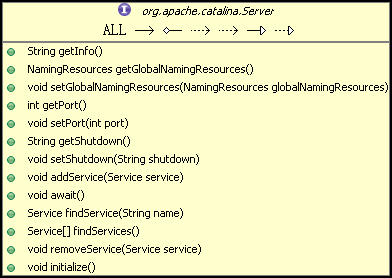 I
org.apache.catalina.Server
ALL
String getInfo()
NamingResources getGlobalNamingResources()
void setGlobalNamingResources(NamingResources globalNamingResources)
int getPort()
void setPort(int port)
String getShutdown()
void setShutdown(String shutdown)
void addService(Service service)
void await()
Service findService(String name)
Service[] findServices()
void removeService(Service service)
void initialize()